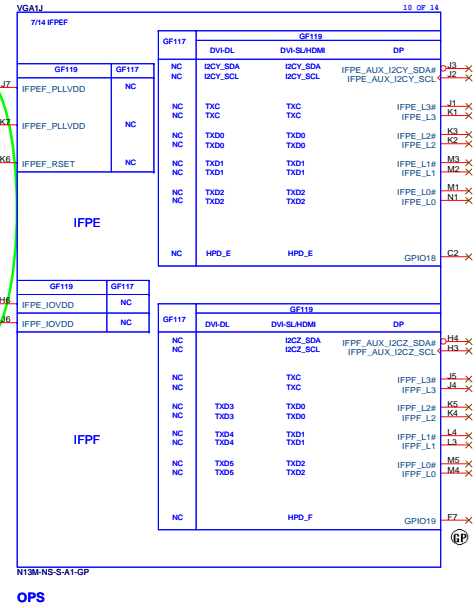 VGA1J 10 OF 14
7/14 IFPEF
GF119
GF117 DVI-DL DVI-SL/HDMI DP
NC I2CY_SDA I2CY_SDA IFPE_AUX_I2CY_SDA# J3
NC I2CY_SCL I2CY_SCL IFPE_AUX_I2CY_SCL J2
GF119 GF117
J7 IFPEF_PLLVDD NC
K7 IFPEF_PLLVDD NC
K6 IFPEF_RSET NC
NC TXC TXC IFPE_L3# J1
NC TXC TXC IFPE_L3 K1
NC TXD0 TXD0 IFPE_L2# K3
NC TXD0 TXD0 IFPE_L2 K2
NC TXD1 TXD1 IFPE_L1# M3
NC TXD1 TXD1 IFPE_L1 M2
NC TXD2 TXD2 IFPE_L0# M1
NC TXD2 TXD2 IFPE_L0 N1
IFPE
NC HPD_E HPD_E GPIO18 C2
GF119 GF117
H6 IFPE_IOVDD NC
J6 IFPF_IOVDD NC
GF119
GF117 DVI-DL DVI-SL/HDMI DP
NC I2CZ_SDA IFPF_AUX_I2CZ_SDA# H4
NC I2CZ_SCL IFPF_AUX_I2CZ_SCL H3
NC TXC IFPF_L3# J5
NC TXC IFPF_L3 J4
NC TXD3 TXD0 IFPF_L2# K5
NC TXD3 TXD0 IFPF_L2 K4
NC TXD4 TXD1 IFPF_L1# L4
NC TXD4 TXD1 IFPF_L1 L3
NC TXD5 TXD2 IFPF_L0# M5
NC TXD5 TXD2 IFPF_L0 M4
IFPF
NC HPD_F GPIO19 F7
GP
N13M-NS-S-A1-GP
OPS